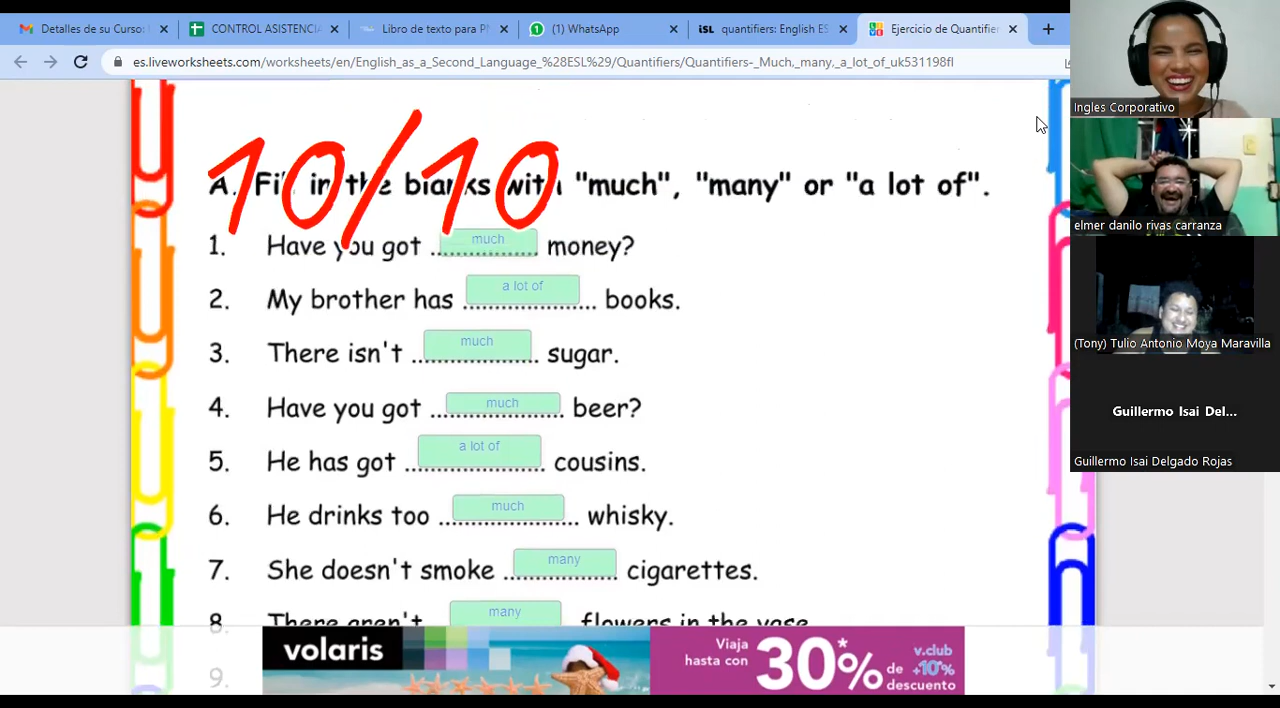 Detalles de su Curso:
CONTROL ASISTENCIA
Libro de texto para
(1) WhatsApp
iSL quantifiers: English ES
Ejercicio de Quantifier
es.liveworksheets.com/worksheets/en/English_as_a_Second_Language_%28ESL%29/Quantifiers/Quantifiers-_Much,_many,_a_lot_of_uk531198fl
10/10
A. Fill in the blanks with "much", "many" or "a lot of".
1. Have you got ..much.. money?
2. My brother has ..a lot of.. books.
3. There isn't ..much.. sugar.
4. Have you got ..much.. beer?
5. He has got ..a lot of.. cousins.
6. He drinks too ..much.. whisky.
7. She doesn't smoke ..many.. cigarettes.
8. There aren't many flowers in the vase
9.
volaris
Viaja hasta con 30%* de descuento
v.club +10%
Ingles Corporativo
elmer danilo rivas carranza
(Tony) Tulio Antonio Moya Maravilla
Guillermo Isai Del...
Guillermo Isai Delgado Rojas